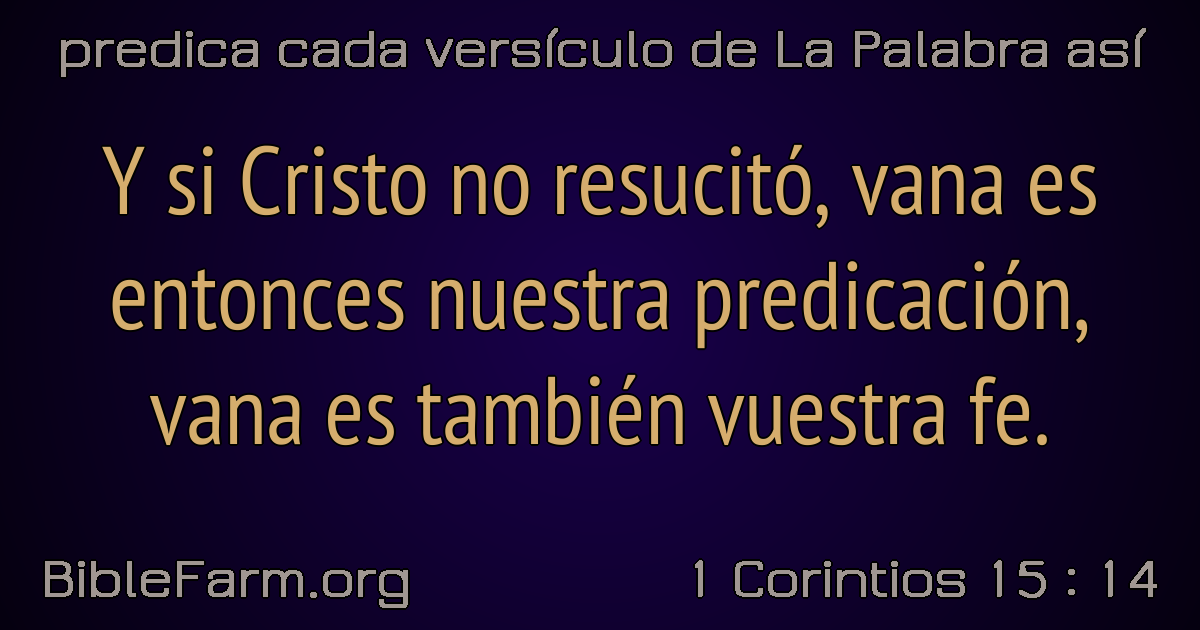 predica cada versículo de La Palabra así
Y si Cristo no resucitó, vana es
entonces nuestra predicación,
vana es también vuestra fe.
BibleFarm.org
1 Corintios 15 : 14